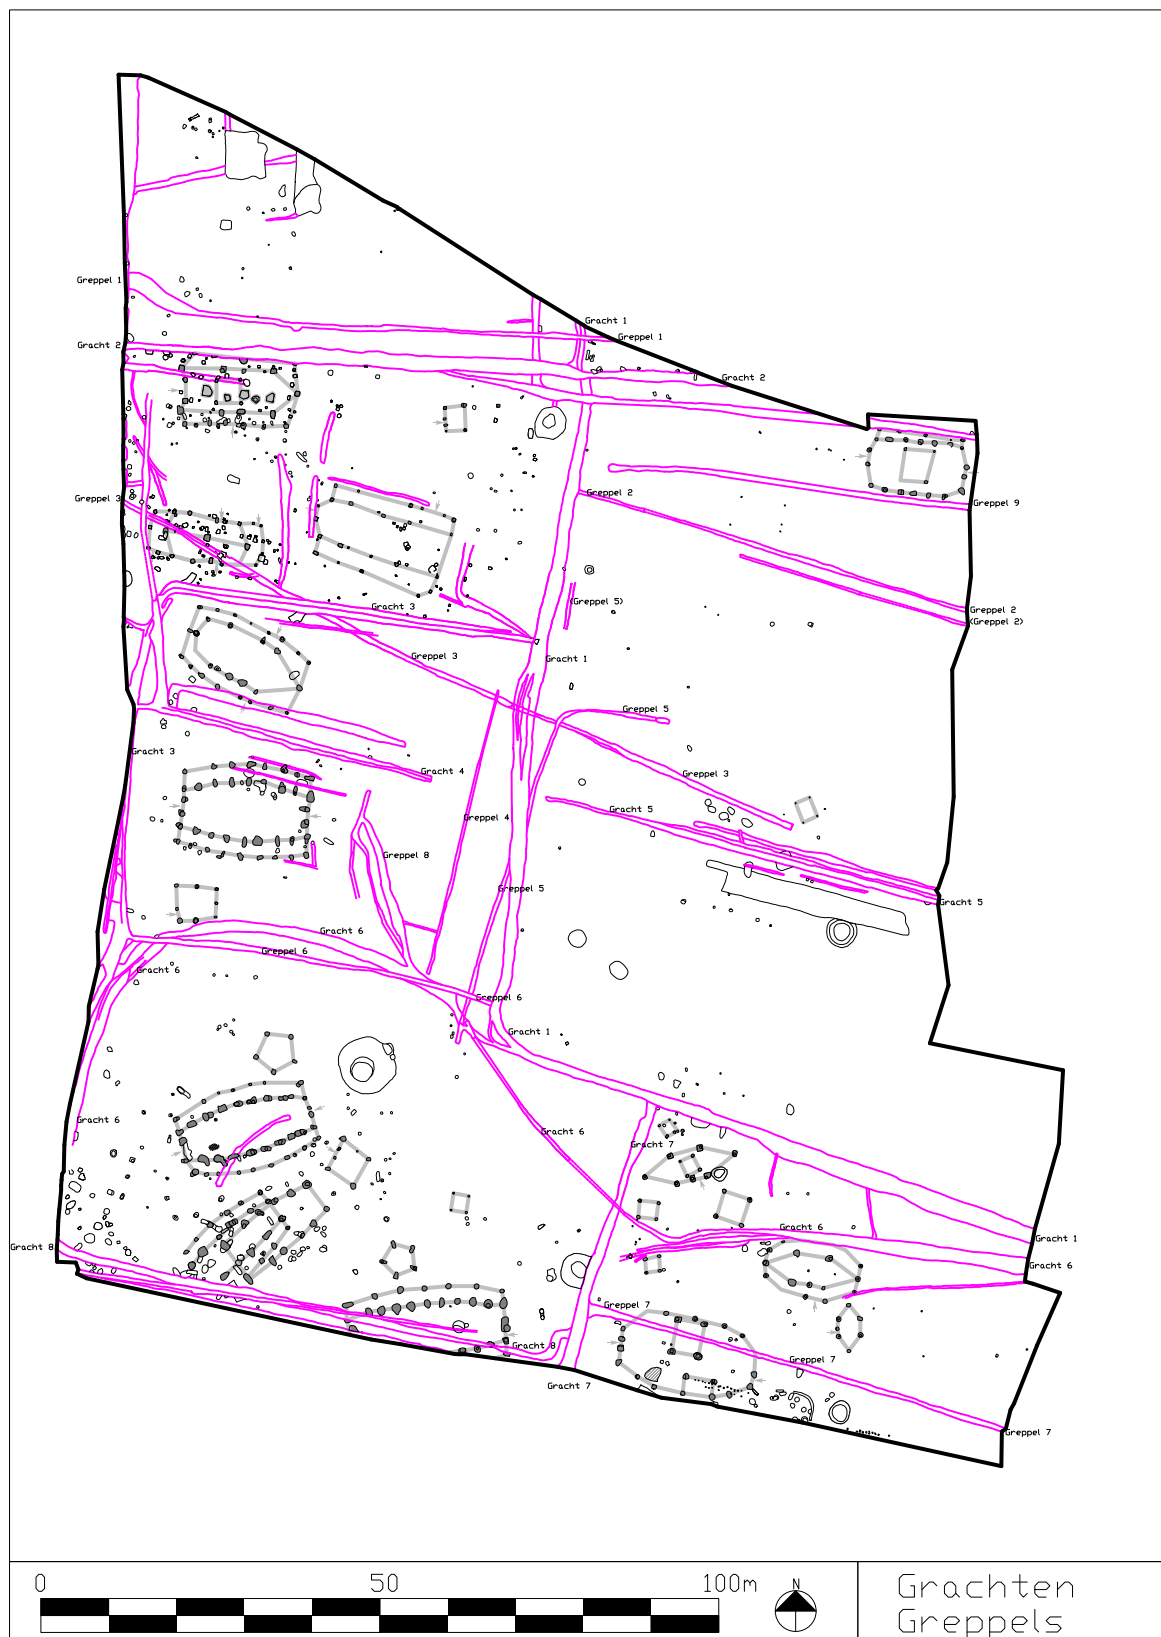 Greppel 1
Gracht 1
Greppel 1
Gracht 2
Gracht 2
Greppel 3
Greppel 2
Greppel 9
(Greppel 5)
Gracht 3
Greppel 2
(Greppel 2)
Greppel 3
Gracht 1
Greppel 5
Gracht 3
Gracht 4
Greppel 3
Greppel 4
Gracht 5
Greppel 8
Greppel 5
Gracht 5
Gracht 6
Greppel 6
Gracht 6
Greppel 6
Gracht 1
Gracht 6
Gracht 6
Gracht 7
Gracht 6
Gracht 8
Gracht 1
Gracht 6
Greppel 7
Gracht 8
Greppel 7
Gracht 7
Greppel 7
0 50 100m
N
Grachten
Greppels